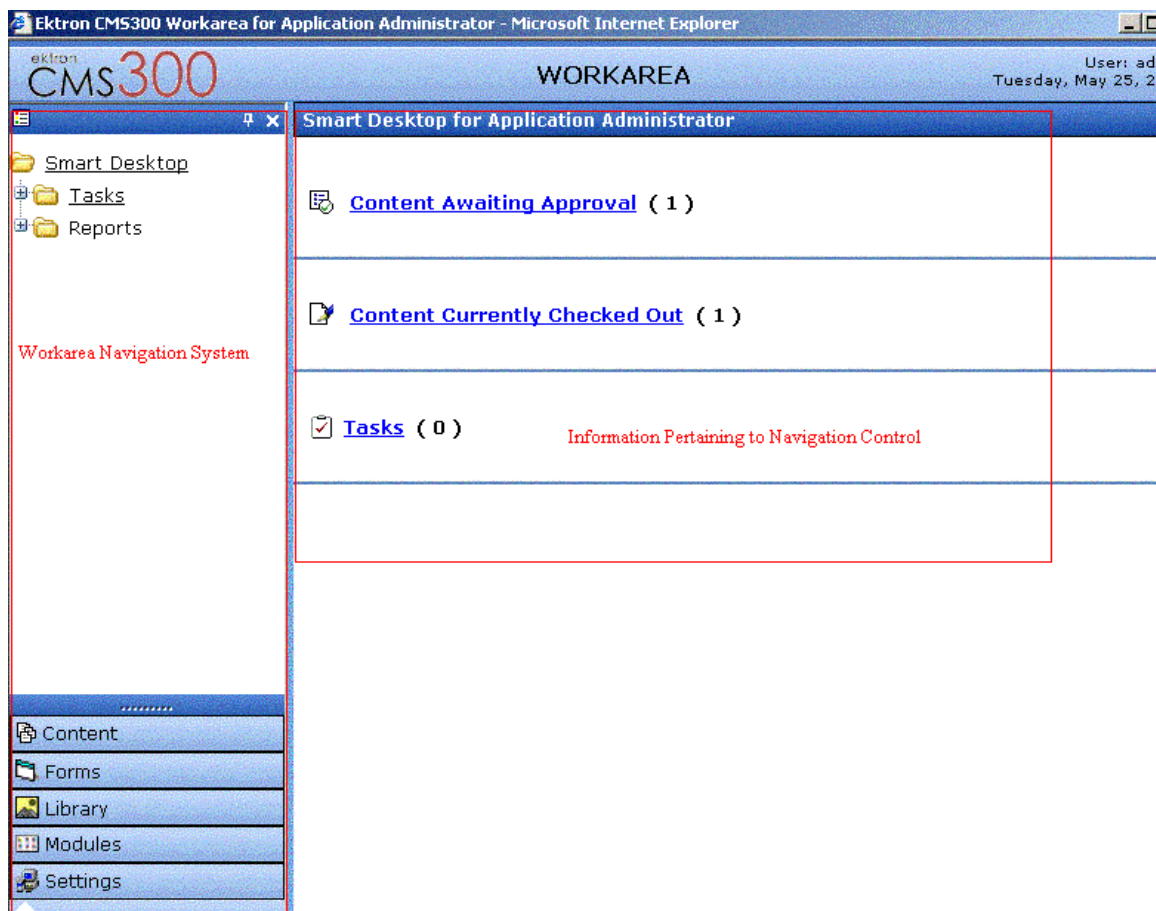 Ektron CMS300 Workarea for Application Administrator - Microsoft Internet Explorer
ektron
CMS300
WORKAREA
User: ad
Tuesday, May 25, 2
Smart Desktop for Application Administrator
Smart Desktop
Tasks
Reports
Workarea Navigation System
Content Awaiting Approval ( 1 )
Content Currently Checked Out ( 1 )
Tasks ( 0 )
Information Pertaining to Navigation Control
Content
Forms
Library
Modules
Settings